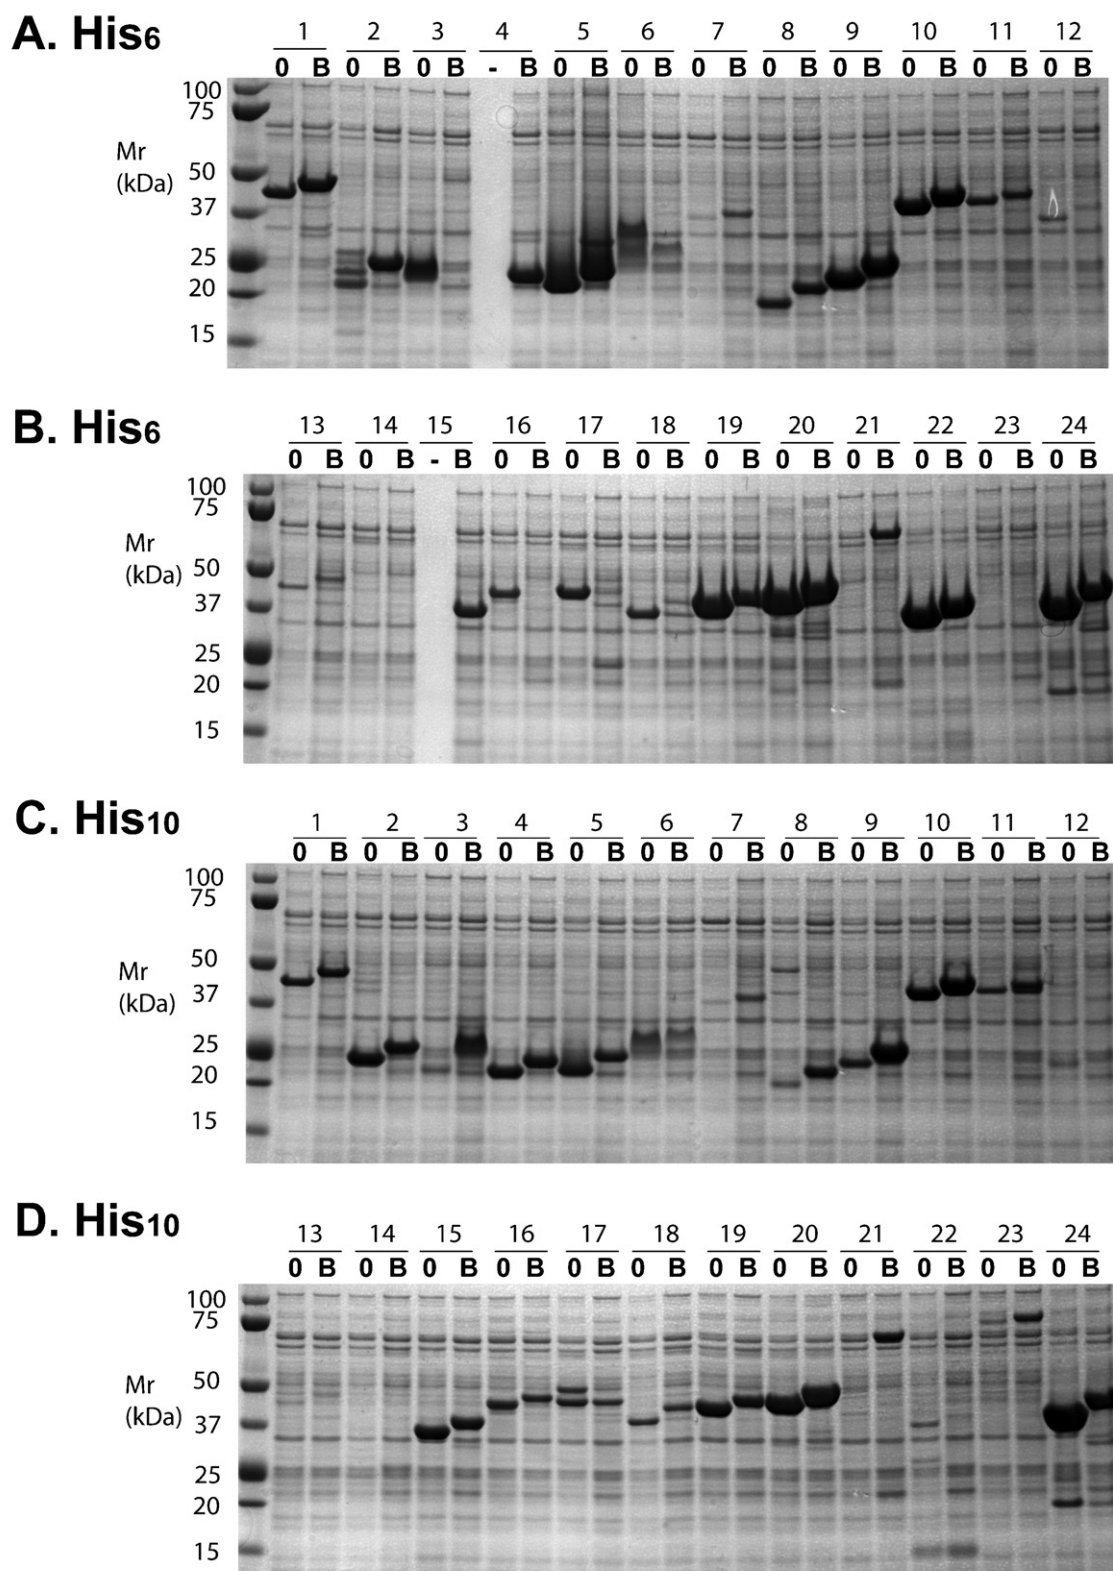 A. His6
1 2 3 4 5 6 7 8 9 10 11 12
0 B 0 B 0 B - B 0 B 0 B 0 B 0 B 0 B 0 B 0 B 0 B
100
75
Mr
(kDa)
50
37
25
20
15
B. His6
13 14 15 16 17 18 19 20 21 22 23 24
0 B 0 B - B 0 B 0 B 0 B 0 B 0 B 0 B 0 B 0 B 0 B
100
75
Mr
(kDa)
50
37
25
20
15
C. His10
1 2 3 4 5 6 7 8 9 10 11 12
0 B 0 B 0 B 0 B 0 B 0 B 0 B 0 B 0 B 0 B 0 B 0 B
100
75
Mr
(kDa)
50
37
25
20
15
D. His10
13 14 15 16 17 18 19 20 21 22 23 24
0 B 0 B 0 B 0 B 0 B 0 B 0 B 0 B 0 B 0 B 0 B 0 B
100
75
Mr
(kDa)
50
37
25
20
15